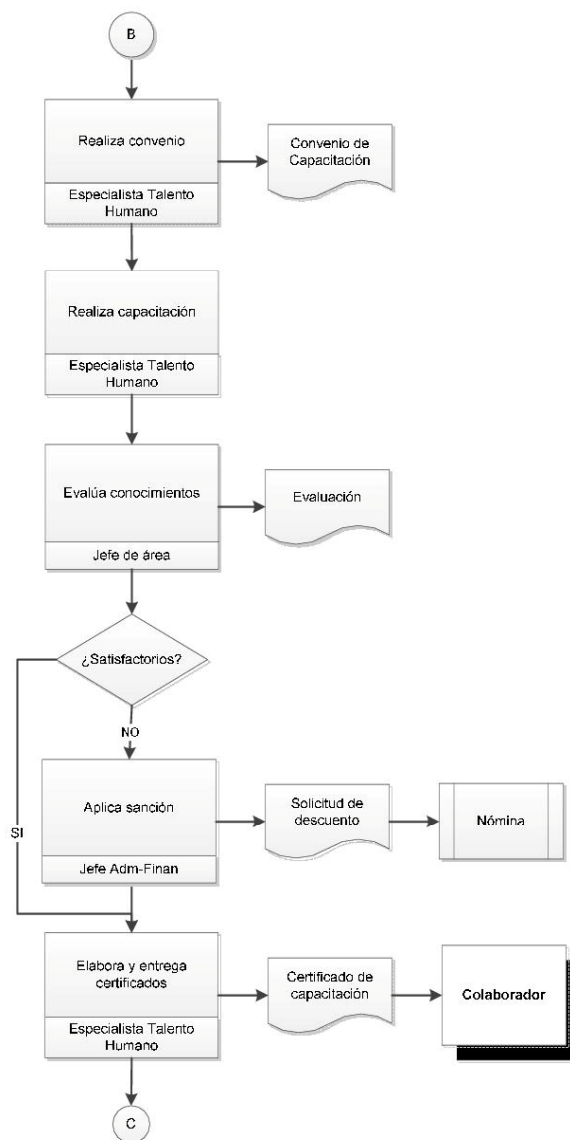 B
Realiza convenio
Especialista Talento
Humano
Convenio de
Capacitación
Realiza capacitación
Especialista Talento
Humano
Evalúa conocimientos
Jefe de área
Evaluación
¿Satisfactorios?
NO
SI
Aplica sanción
Jefe Adm-Finan
Solicitud de
descuento
Nómina
Elabora y entrega
certificados
Especialista Talento
Humano
Certificado de
capacitación
Colaborador
C